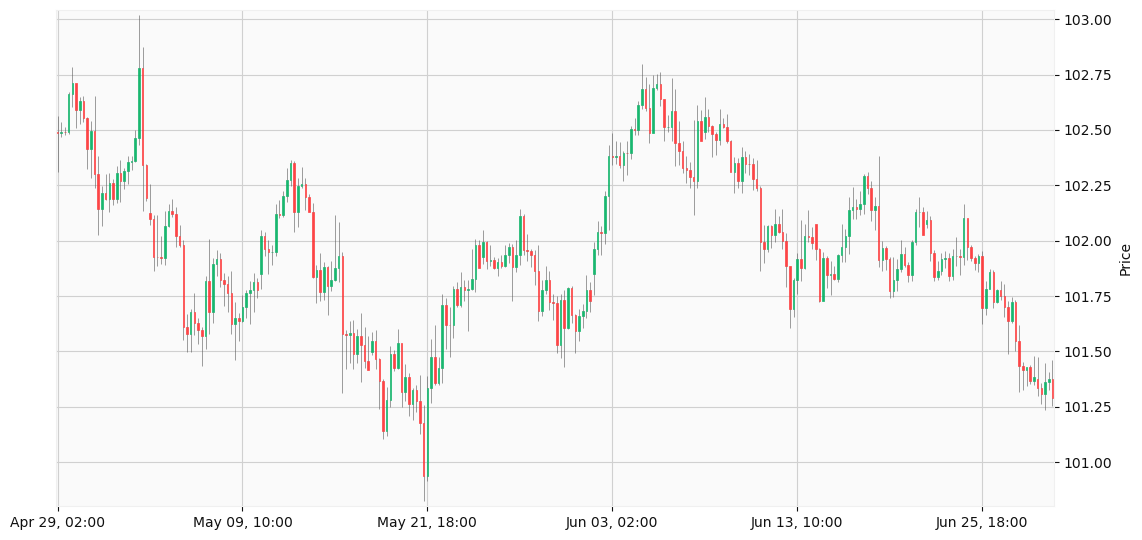 103.00
102.75
102.50
102.25
102.00
101.75
101.50
101.25
101.00
Price
Apr 29, 02:00
May 09, 10:00
May 21, 18:00
Jun 03, 02:00
Jun 13, 10:00
Jun 25, 18:00